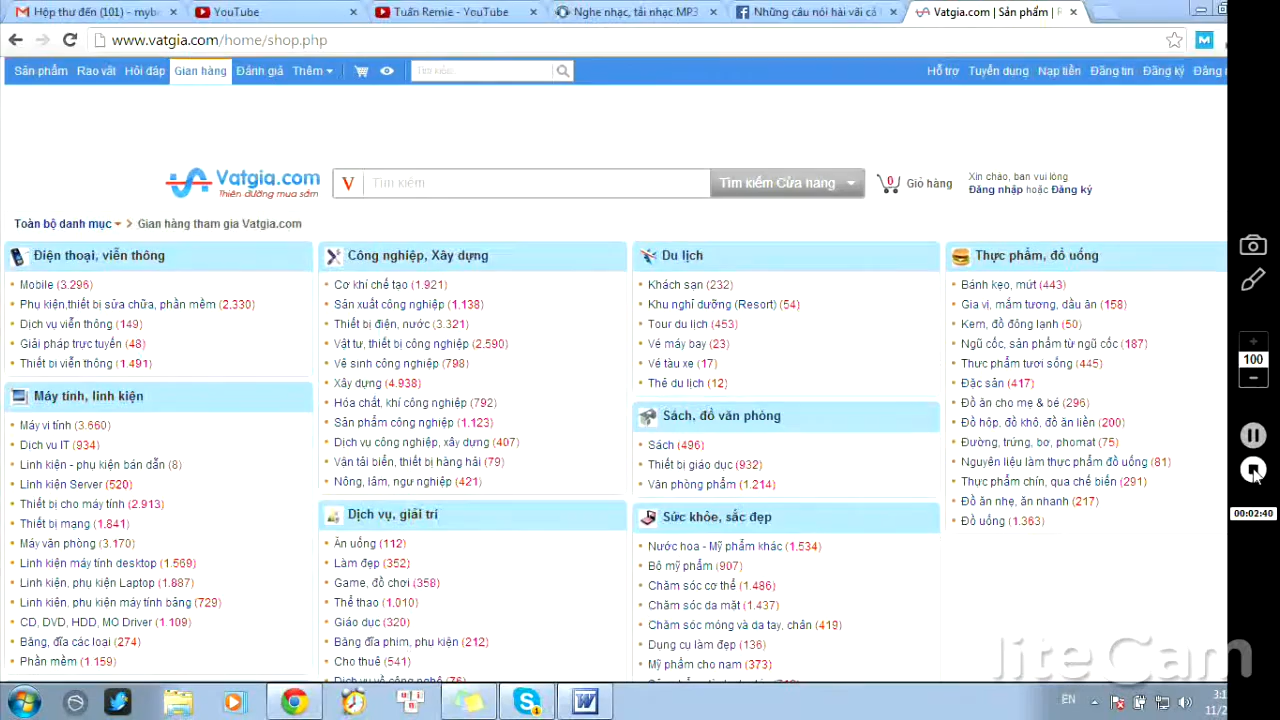 Hộp thư đến (101) - myb
YouTube
Tuấn Remie - YouTube
Nghe nhạc, tải nhạc MP3
Những câu nói hài vãi cả
Vatgia.com | Sản phẩm |
www.vatgia.com/home/shop.php
Sản phẩm Rao vặt Hỏi đáp Gian hàng Đánh giá Thêm Tìm kiếm. Hỗ trợ Tuyển dụng Nạp tiền Đăng tin Đăng ký Đăng
Vatgia.com
Thiên đường mua sắm
V Tìm kiếm Tìm kiếm Cửa hàng 0 Giỏ hàng
Xin chào, bạn vui lòng
Đăng nhập hoặc Đăng ký
Toàn bộ danh mục > Gian hàng tham gia Vatgia.com
Điện thoại, viễn thông
Mobile (3.296)
Phụ kiện,thiết bị sửa chữa, phần mềm (2.330)
Dịch vụ viễn thông (149)
Giải pháp trực tuyến (48)
Thiết bị viễn thông (1.491)
Máy tính, linh kiện
Máy vi tính (3.660)
Dịch vụ IT (934)
Linh kiện - phụ kiện bán dẫn (8)
Linh kiện Server (520)
Thiết bị cho máy tính (2.913)
Thiết bị mạng (1.841)
Máy văn phòng (3.170)
Linh kiện máy tính desktop (1.569)
Linh kiện, phụ kiện Laptop (1.887)
Linh kiện, phụ kiện máy tính bảng (729)
CD, DVD, HDD, MO Driver (1.109)
Băng, đĩa các loại (274)
Phần mềm (1.159)
Công nghiệp, Xây dựng
Cơ khí chế tạo (1.921)
Sản xuất công nghiệp (1.138)
Thiết bị điện, nước (3.321)
Vật tư, thiết bị công nghiệp (2.590)
Vệ sinh công nghiệp (798)
Xây dựng (4.938)
Hóa chất, khí công nghiệp (792)
Sản phẩm công nghiệp (1.123)
Dịch vụ công nghiệp, xây dựng (407)
Vận tải biển, thiết bị hàng hải (79)
Nông, lâm, ngư nghiệp (421)
Dịch vụ, giải trí
Ăn uống (112)
Làm đẹp (352)
Game, đồ chơi (358)
Thể thao (1.010)
Giáo dục (320)
Băng đĩa phim, phụ kiện (212)
Cho thuê (541)
Dịch vụ về công nghệ (76)
Du lịch
Khách sạn (232)
Khu nghỉ dưỡng (Resort) (54)
Tour du lịch (453)
Vé máy bay (23)
Vé tàu xe (17)
Thẻ du lịch (12)
Sách, đồ văn phòng
Sách (496)
Thiết bị giáo dục (932)
Văn phòng phẩm (1.214)
Sức khỏe, sắc đẹp
Nước hoa - Mỹ phẩm khác (1.534)
Bộ mỹ phẩm (907)
Chăm sóc cơ thể (1.486)
Chăm sóc da mặt (1.437)
Chăm sóc móng và da tay, chân (419)
Dụng cụ làm đẹp (136)
Mỹ phẩm cho nam (373)
Thực phẩm, đồ uống
Bánh kẹo, mứt (443)
Gia vị, mắm tương, dầu ăn (158)
Kem, đồ đông lạnh (50)
Ngũ cốc, sản phẩm từ ngũ cốc (187)
Thực phẩm tươi sống (445)
Đặc sản (417)
Đồ ăn cho mẹ & bé (296)
Đồ hộp, đồ khô, đồ ăn liền (200)
Đường, trứng, bơ, phomat (75)
Nguyên liệu làm thực phẩm đồ uống (81)
Thực phẩm chín, qua chế biến (291)
Đồ ăn nhẹ, ăn nhanh (217)
Đồ uống (1.363)
100
00:02:40
liteCam
EN
3:1
11/2